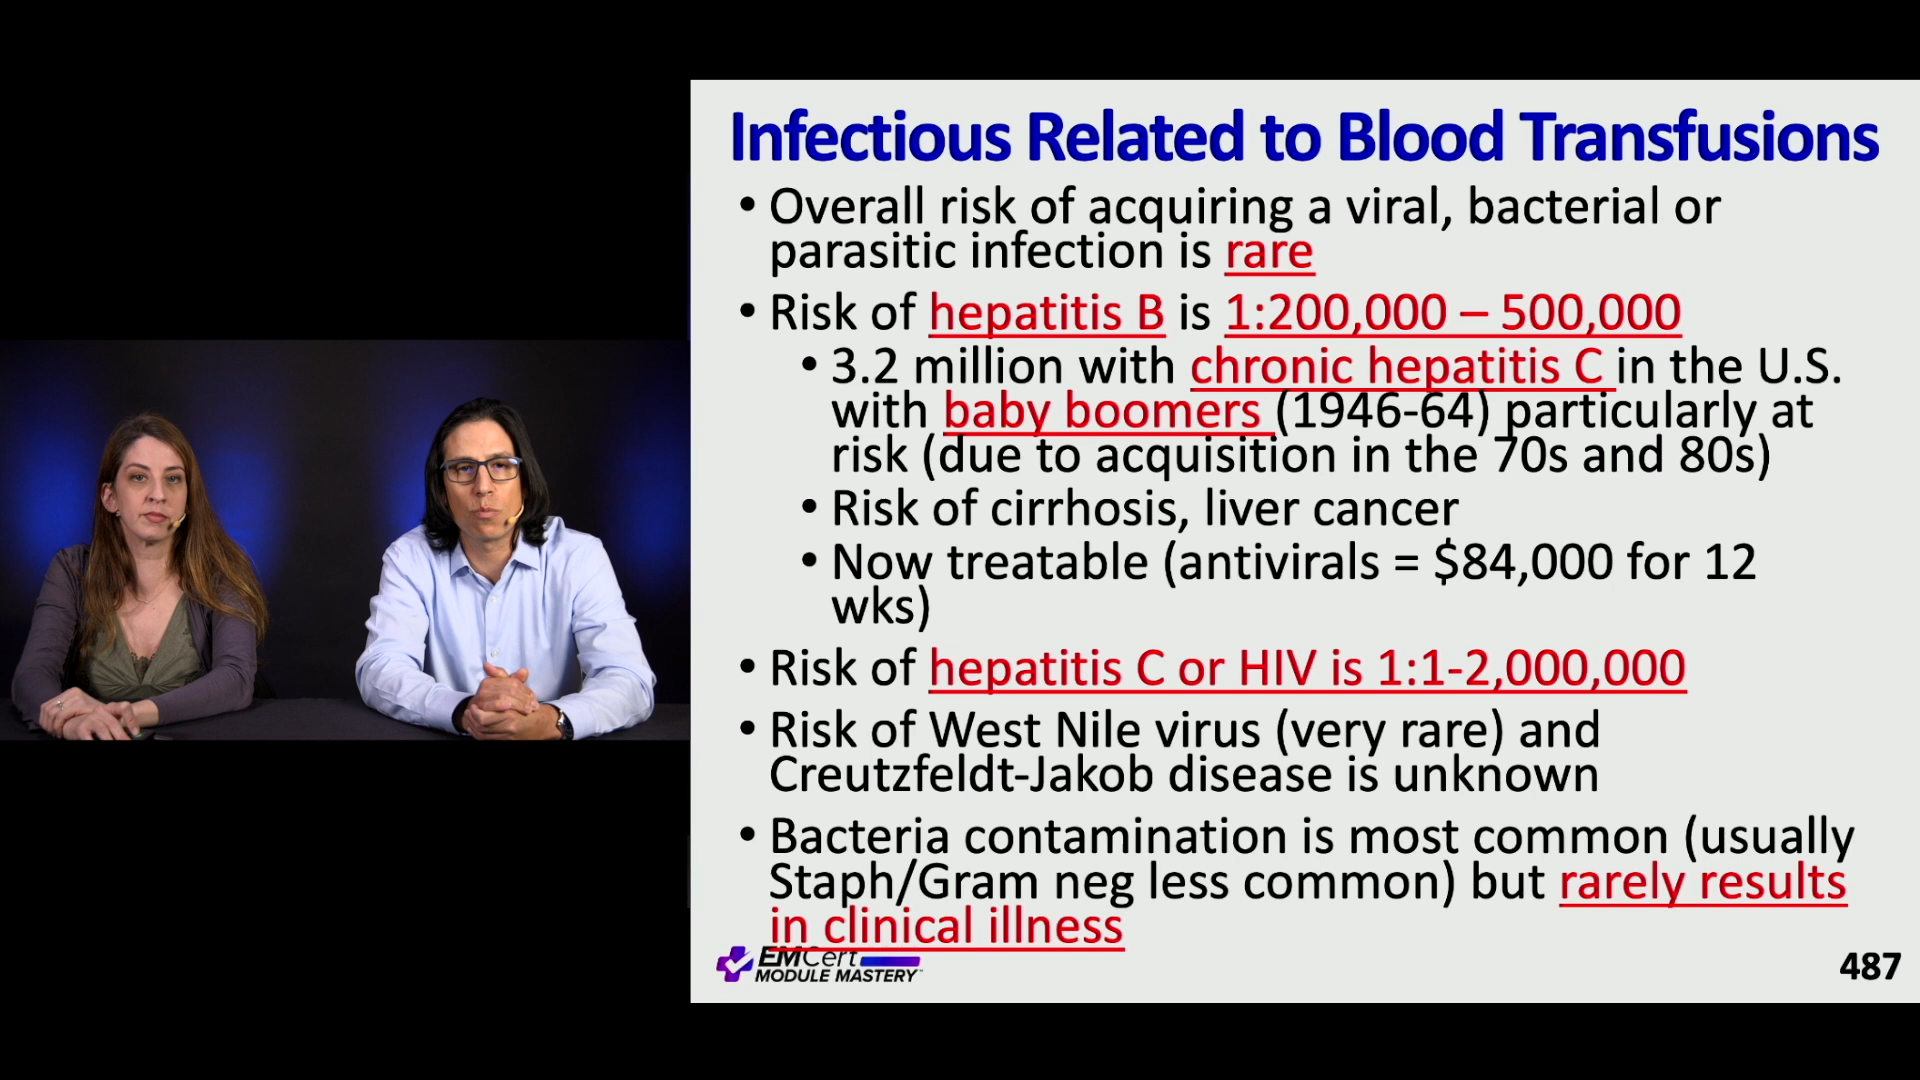 Infectious Related to Blood Transfusions
• Overall risk of acquiring a viral, bacterial or
parasitic infection is rare
• Risk of hepatitis B is 1:200,000 – 500,000
• 3.2 million with chronic hepatitis C in the U.S.
with baby boomers (1946-64) particularly at
risk (due to acquisition in the 70s and 80s)
• Risk of cirrhosis, liver cancer
• Now treatable (antivirals = $84,000 for 12
wks)
• Risk of hepatitis C or HIV is 1:1-2,000,000
• Risk of West Nile virus (very rare) and
Creutzfeldt-Jakob disease is unknown
• Bacteria contamination is most common (usually
Staph/Gram neg less common) but rarely results
in clinical illness
EMCert
MODULE MASTERY™
487